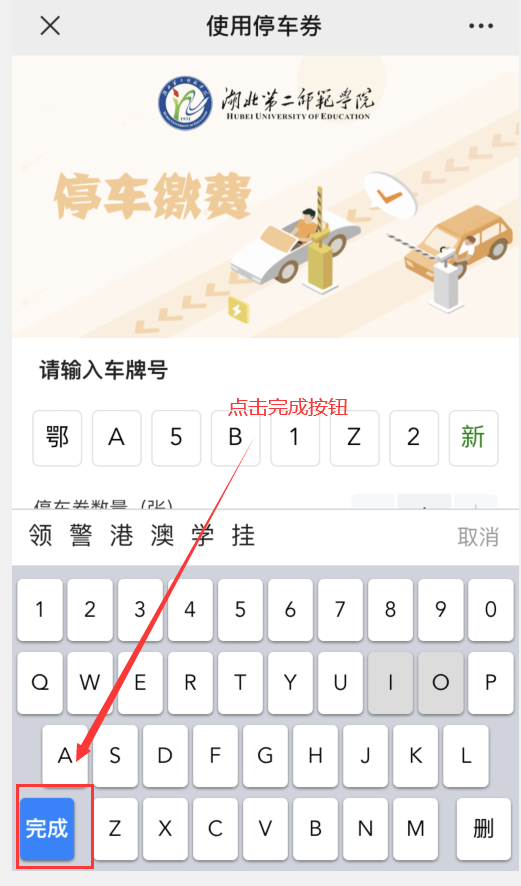 使用停车券
湖北第二师范学院
HUBEI UNIVERSITY OF EDUCATION
1931
停车缴费
请输入车牌号
点击完成按钮
鄂 A 5 B 1 Z 2 新
停车券数量（张）
领 警 港 澳 学 挂 取消
1 2 3 4 5 6 7 8 9 0
Q W E R T Y U I O P
A S D F G H J K L
完成 Z X C V B N M 删